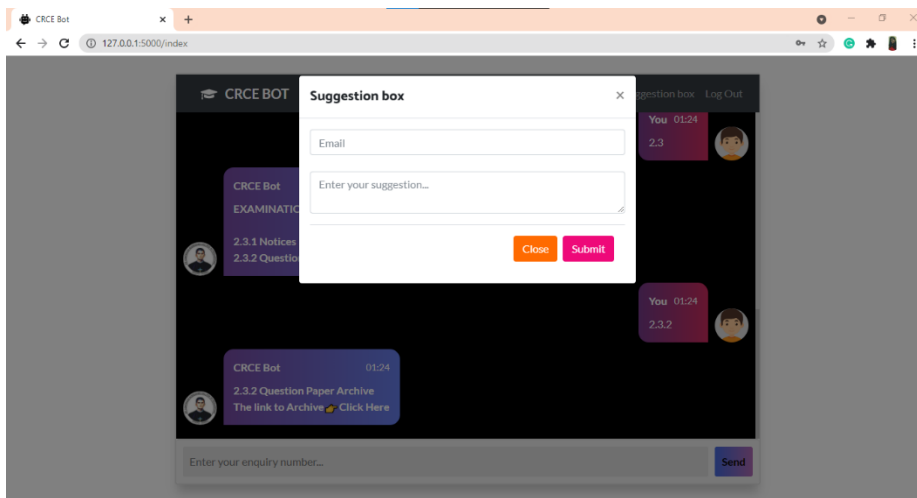 CRCE Bot
127.0.0.1:5000/index
CRCE BOT
Suggestion box
ggestion box Log Out
Email
Enter your suggestion...
Close Submit
You 01:24
2.3
CRCE Bot
EXAMINATIO
2.3.1 Notices
2.3.2 Questio
You 01:24
2.3.2
CRCE Bot 01:24
2.3.2 Question Paper Archive
The link to Archive👉Click Here
Enter your enquiry number...
Send